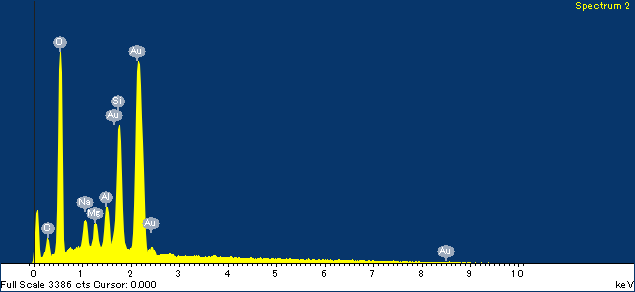 Spectrum 2
O
Au
Si
Au
Na
Al
Mg
Au
C
Au
0 1 2 3 4 5 6 7 8 9 10
Full Scale 3386 cts Cursor: 0.000 keV